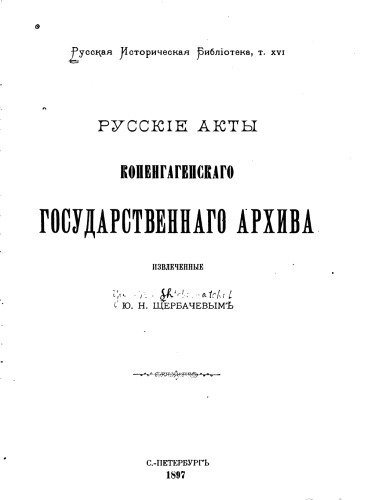 Русская Историческая Библіотека, т. XVI
РУССКІЕ АКТЫ
КОПЕНГАГЕНСКАГО
ГОСУДАРСТВЕННАГО АРХИВА
ИЗВЛЕЧЕННЫЕ
Ю. Н. ЩЕРБАЧЕВЫМЪ
С.-ПЕТЕРБУРГЪ
1897